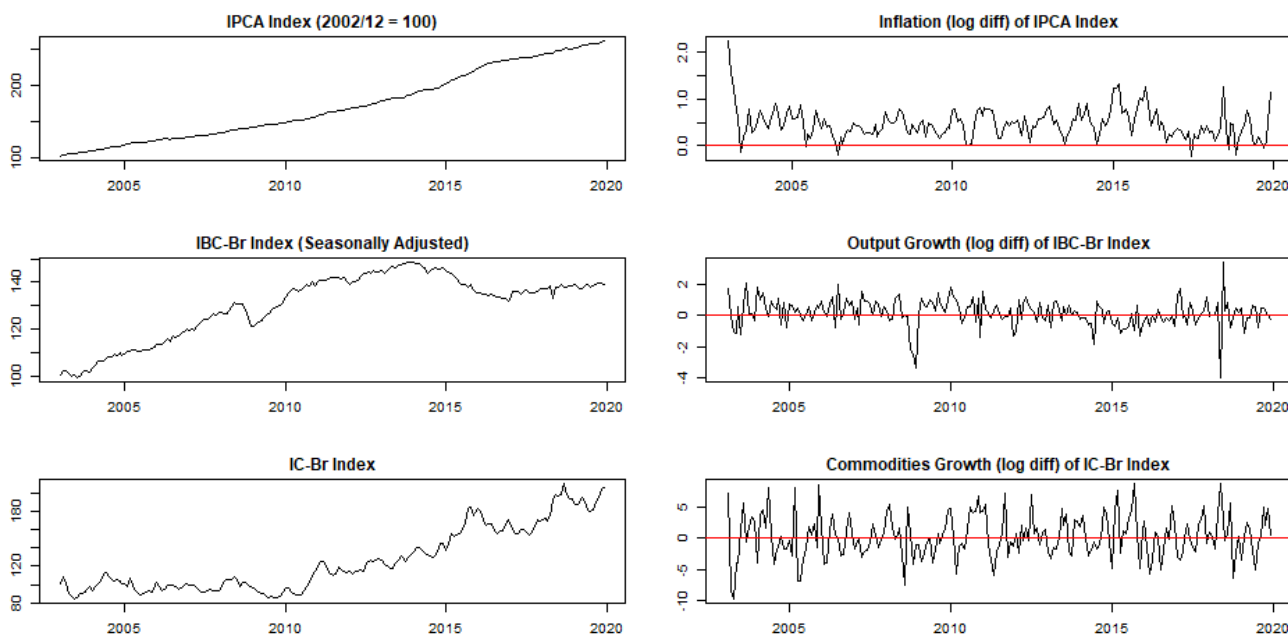 IPCA Index (2002/12 = 100)
100 200
2005 2010 2015 2020
Inflation (log diff) of IPCA Index
0.0 1.0 2.0
2005 2010 2015 2020
IBC-Br Index (Seasonally Adjusted)
100 120 140
2005 2010 2015 2020
Output Growth (log diff) of IBC-Br Index
-4 -2 0 2
2005 2010 2015 2020
IC-Br Index
80 120 180
2005 2010 2015 2020
Commodities Growth (log diff) of IC-Br Index
-10 -5 0 5
2005 2010 2015 2020